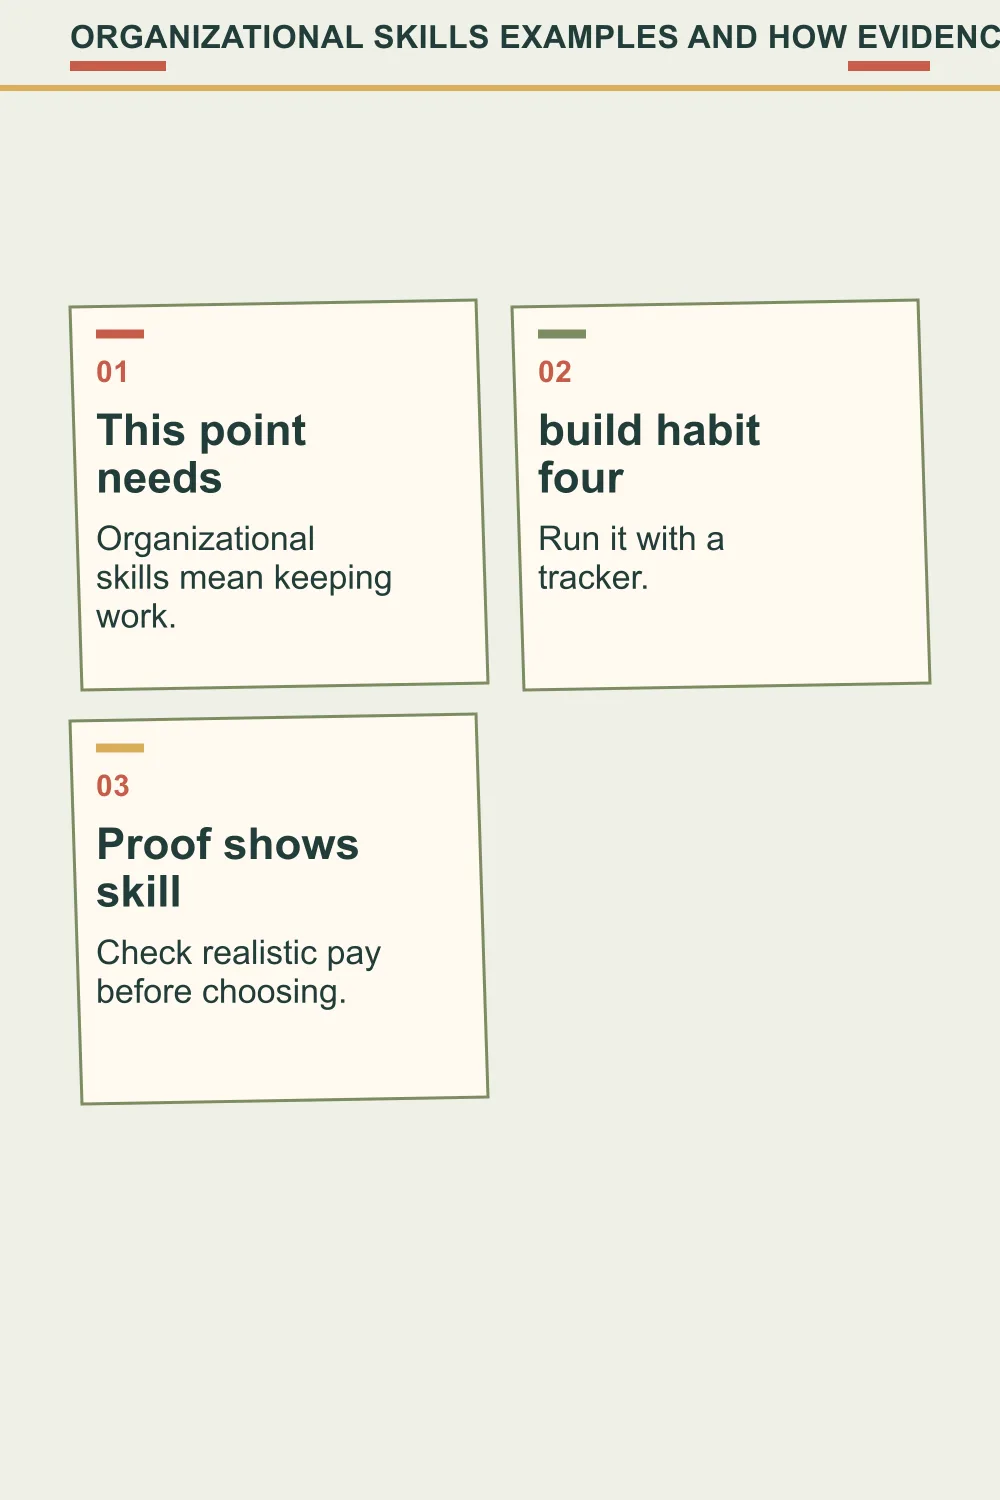 ORGANIZATIONAL SKILLS EXAMPLES AND HOW EVIDENC
01
This point
needs
Organizational
skills mean keeping
work.
02
build habit
four
Run it with a
tracker.
03
Proof shows
skill
Check realistic pay
before choosing.